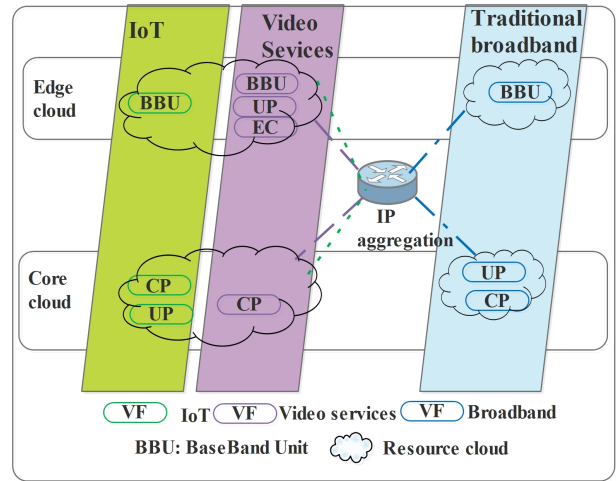 IoT
Video
Sevices
Traditional
broadband
Edge
cloud
BBU
BBU
UP
EC
BBU
IP
aggregation
Core
cloud
CP
UP
CP
UP
CP
VF IoT VF Video services VF Broadband
BBU: BaseBand Unit Resource cloud